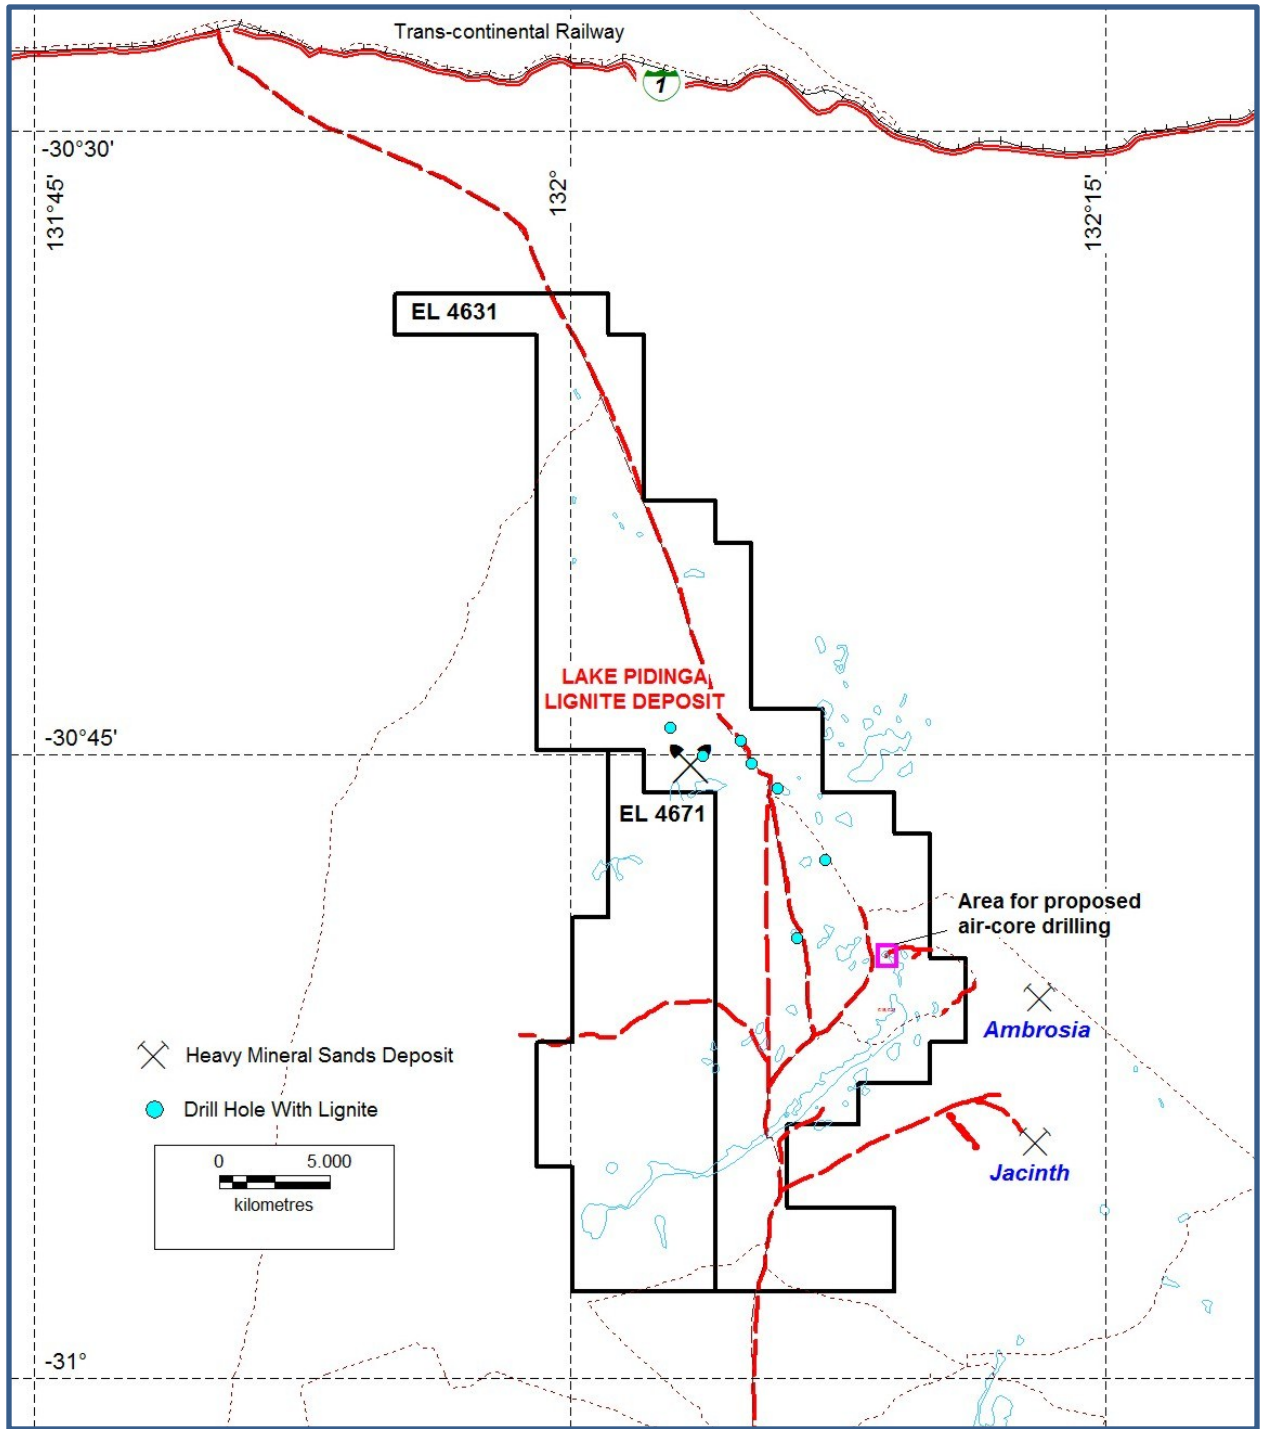 Trans-continental Railway
1
-30°30'
131°45'
132°
132°15'
EL 4631
LAKE PIDINGA
LIGNITE DEPOSIT
-30°45'
EL 4671
Area for proposed
air-core drilling
Ambrosia
Heavy Mineral Sands Deposit
Drill Hole With Lignite
Jacinth
0 5.000
kilometres
-31°